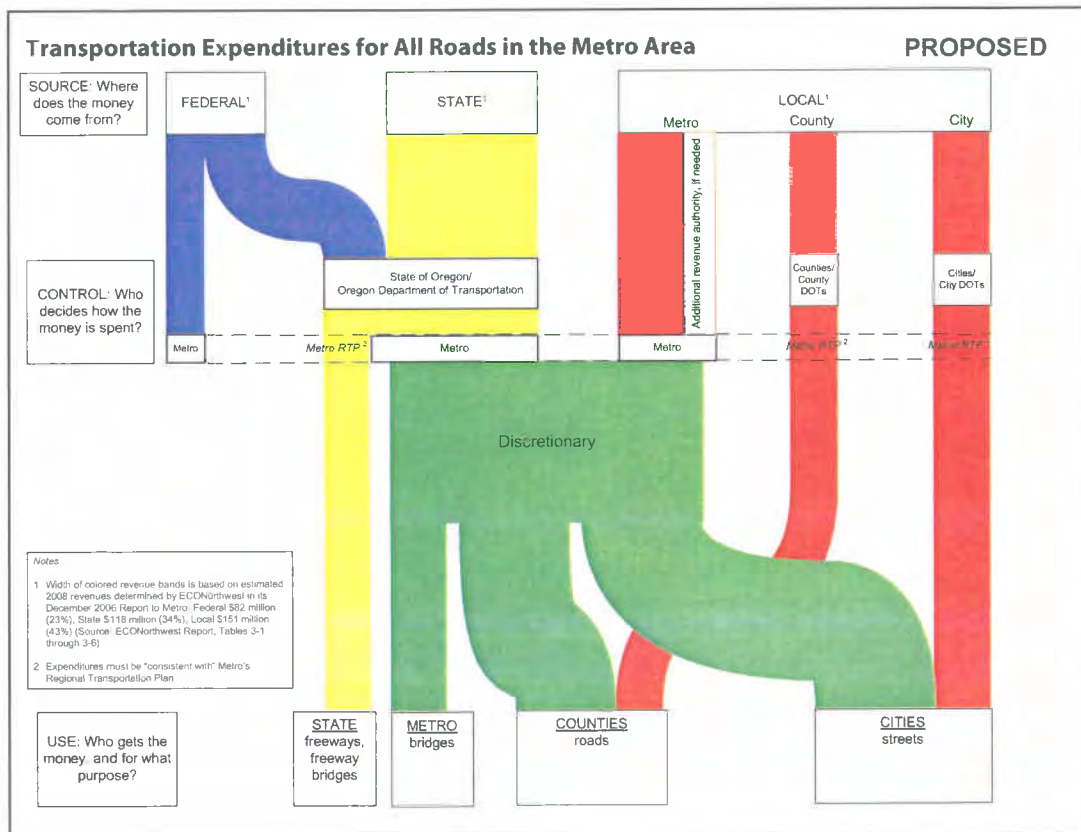 Transportation Expenditures for All Roads in the Metro Area
PROPOSED
SOURCE: Where
does the money
come from?
FEDERAL1
STATE1
LOCAL1
Metro
County
City
Additional revenue authority, if needed
CONTROL: Who
decides how the
money is spent?
State of Oregon/
Oregon Department of Transportation
Counties/
County
DOTs
Cities/
City DOTs
Metro
Metro RTP 2
Metro
Metro
Metro RTP 2
Metro RTP
Discretionary
Notes
1 Width of colored revenue bands is based on estimated
2008 revenues determined by ECONorthwest in its
December 2006 Report to Metro: Federal $82 million
(23%), State $118 million (34%), Local $151 million
(43%) (Source: ECONorthwest Report, Tables 3-1
through 3-6)
2 Expenditures must be "consistent with" Metro's
Regional Transportation Plan
USE: Who gets the
money, and for what
purpose?
STATE
freeways,
freeway
bridges
METRO
bridges
COUNTIES
roads
CITIES
streets